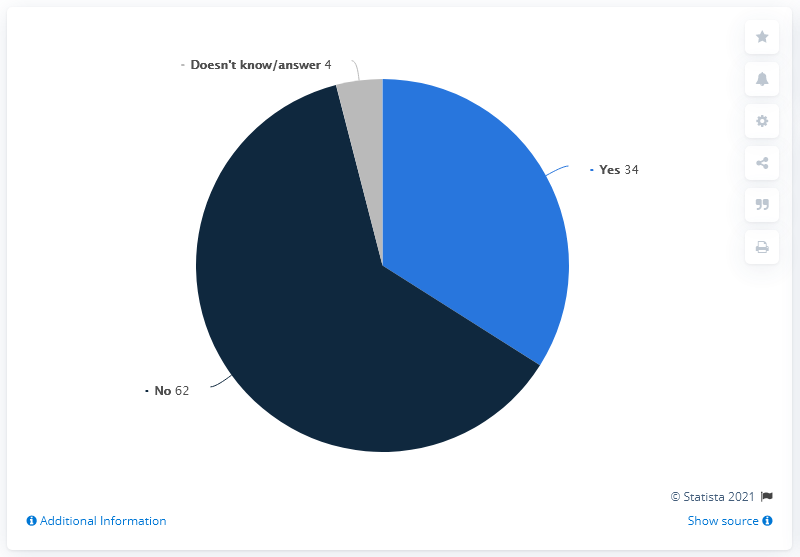 - Doesn't know/answer 4
- Yes 34
- No 62
© Statista 2021
Additional Information
Show source